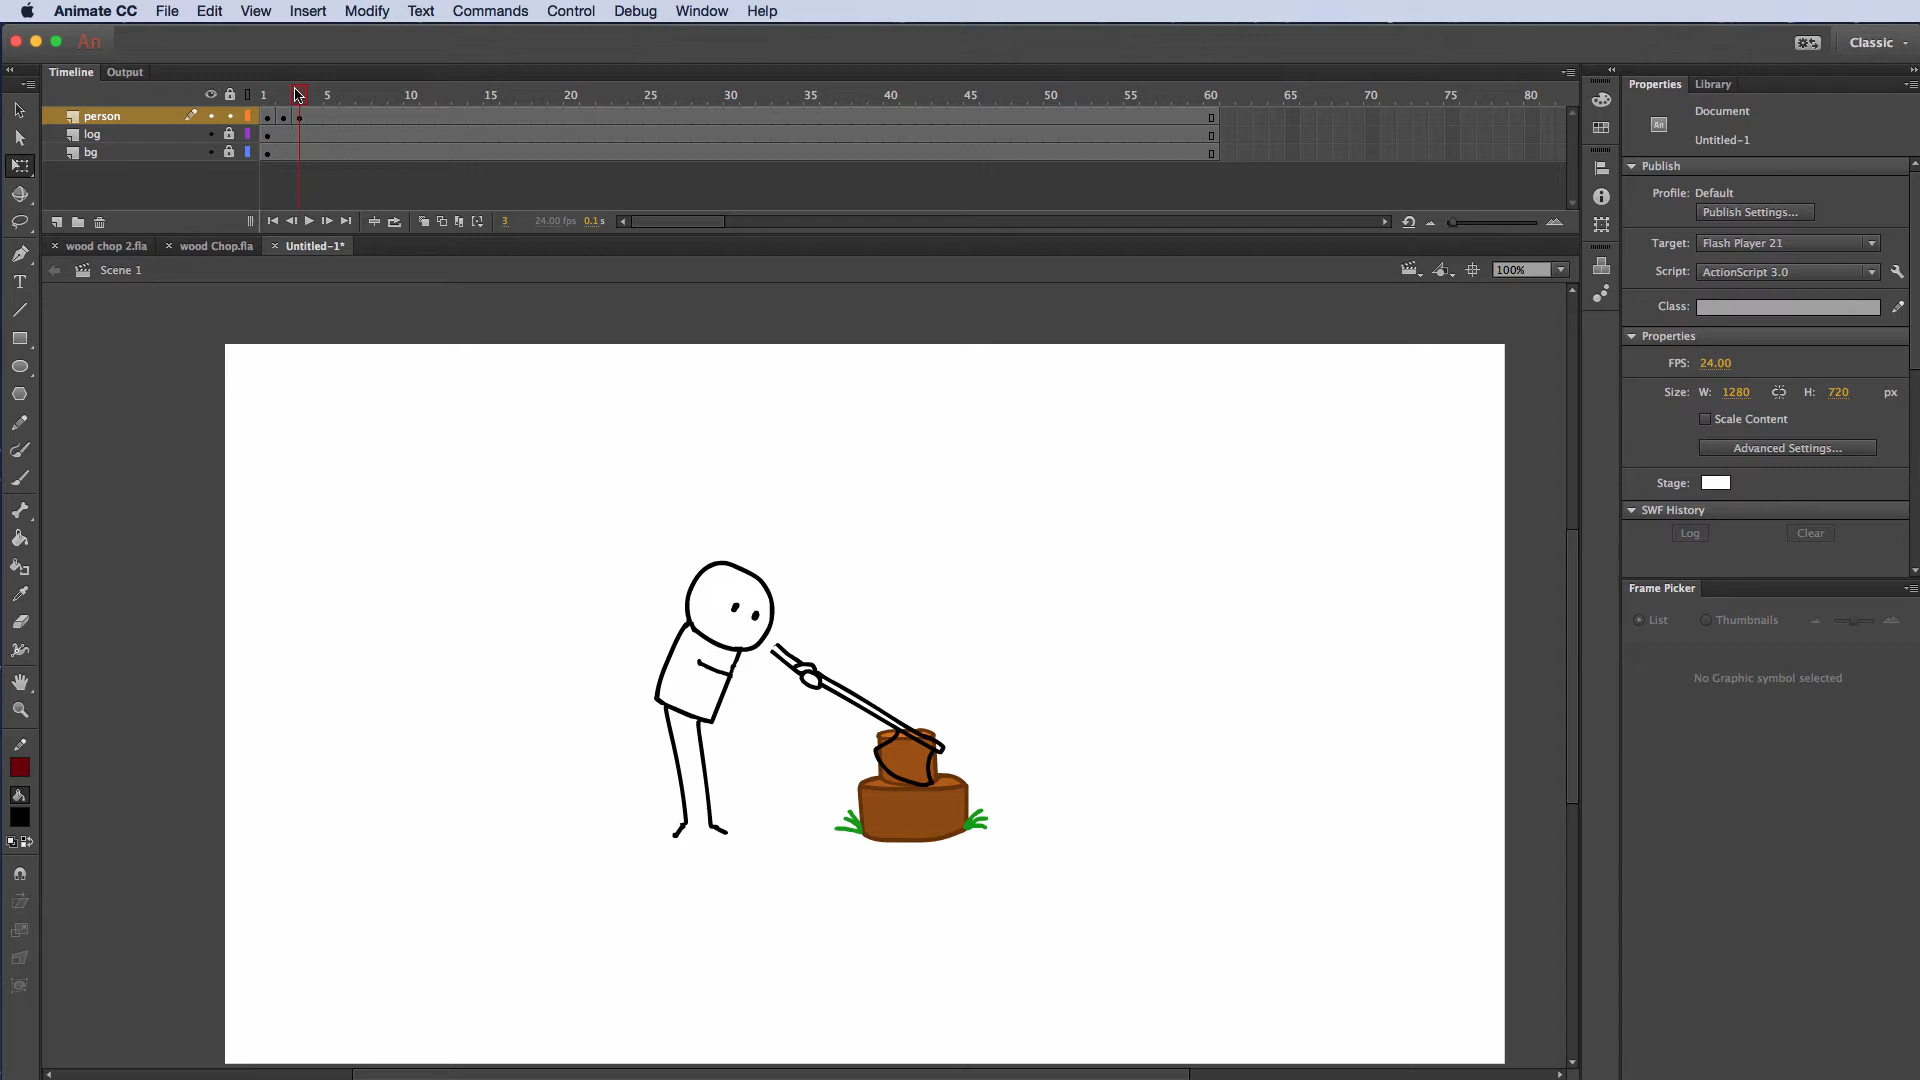 Animate CC File Edit View Insert Modify Text Commands Control Debug Window Help
An Classic
Timeline Output
1 5 10 15 20 25 30 35 40 45 50 55 60 65 70 75 80
person
log
bg
3 24.00 fps 0.1 s
wood chop 2.fla wood Chop.fla Untitled-1*
Scene 1 100%
Properties Library
Document
An
Untitled-1
Publish
Profile: Default
Publish Settings...
Target: Flash Player 21
Script: ActionScript 3.0
Class:
Properties
FPS: 24.00
Size: W: 1280 H: 720 px
Scale Content
Advanced Settings...
Stage:
SWF History
Log Clear
Frame Picker
List Thumbnails
No Graphic symbol selected